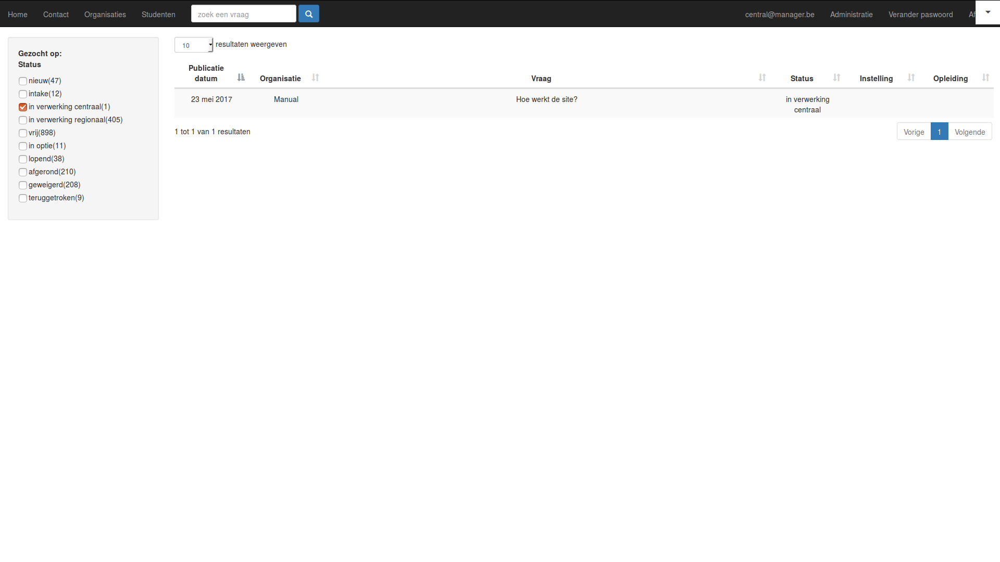 Home Contact Organisaties Studenten zoek een vraag central@manager.be Administratie Verander paswoord Af
Gezocht op:
Status
nieuw(47)
intake(12)
in verwerking centraal(1)
in verwerking regionaal(405)
vrij(898)
in optie(11)
lopend(38)
afgerond(210)
geweigerd(208)
teruggetroken(9)
10 resultaten weergeven
Publicatie
datum Organisatie Vraag Status Instelling Opleiding
23 mei 2017 Manual Hoe werkt de site? in verwerking
centraal
1 tot 1 van 1 resultaten Vorige 1 Volgende